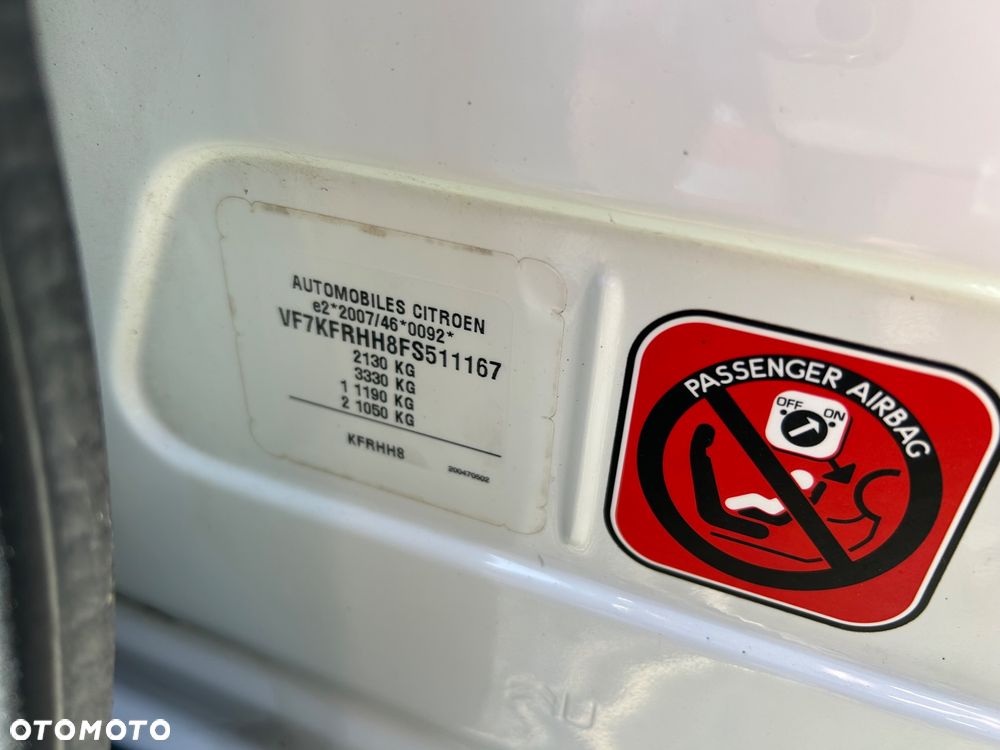 AUTOMOBILES CITROEN
e2*2007/46*0092*
VF7KFRHH8FS511167
2130 KG
3330 KG
1 1190 KG
2 1050 KG
KFRHH8
200470502
PASSENGER AIRBAG
OFF ON
OTOMOTO